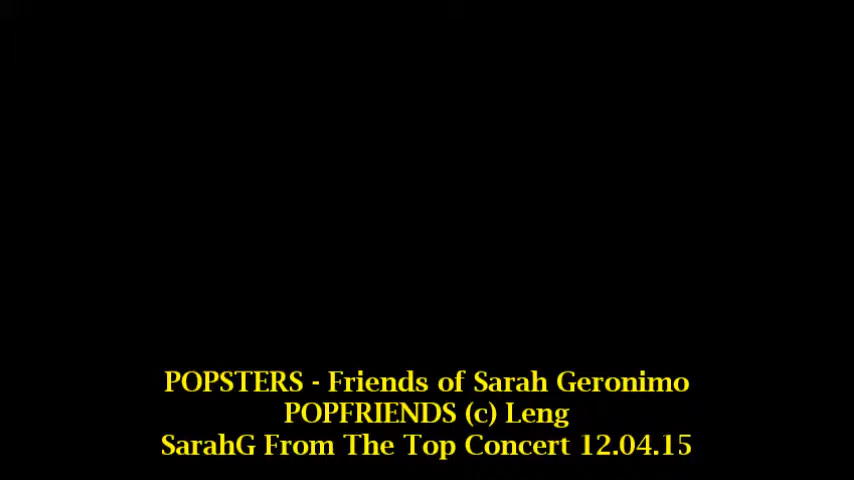 POPSTERS - Friends of Sarah Geronimo
POPFRIENDS (c) Leng
SarahG From The Top Concert 12.04.15